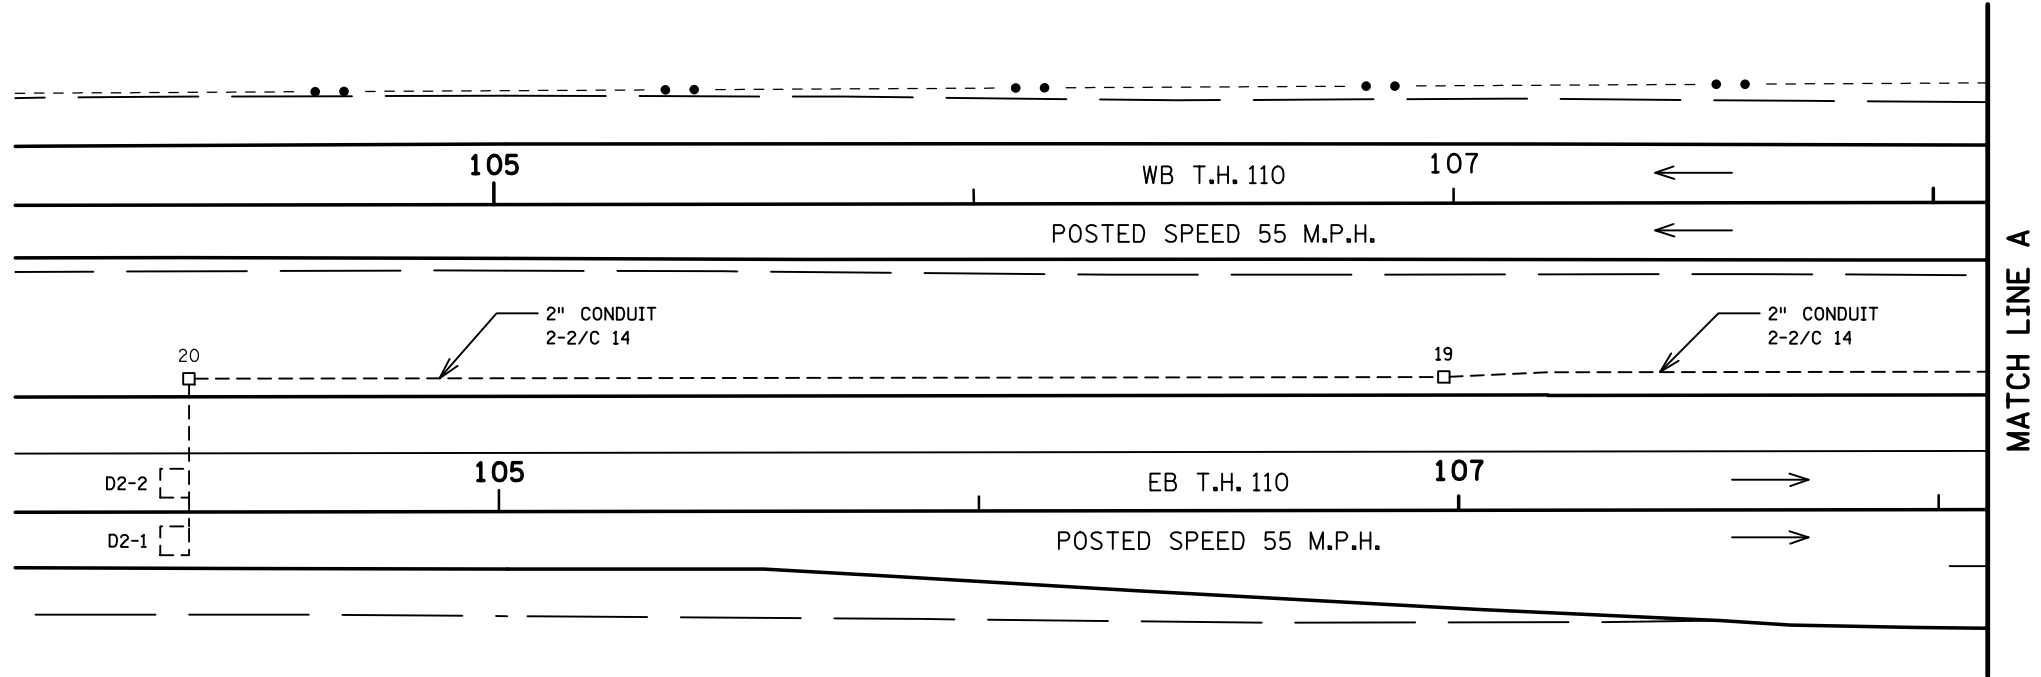 105
107
WB T.H. 110
POSTED SPEED 55 M.P.H.
2" CONDUIT
2-2/C 14
2" CONDUIT
2-2/C 14
20
19
105
107
D2-2
EB T.H. 110
D2-1
POSTED SPEED 55 M.P.H.
MATCH LINE A